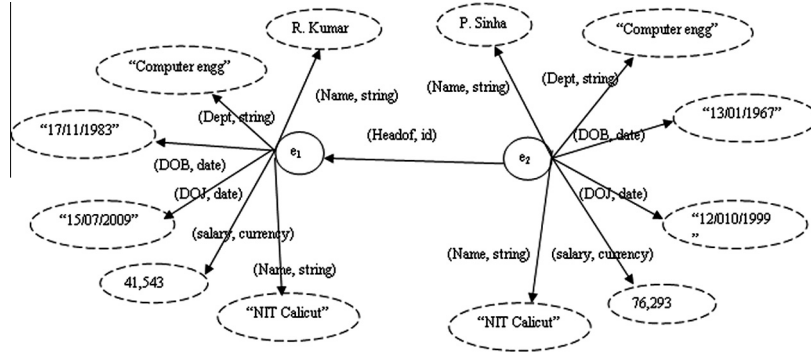 R. Kumar
P. Sinha
“Computer engg”
“Computer engg”
(Name, string)
(Dept, string)
(Name, string)
(Dept, string)
“17/11/1983”
“13/01/1967”
(Headof, id)
(DOB, date)
e1
e2
(DOB, date)
(DOJ, date)
(DOJ, date)
“15/07/2009”
“12/010/1999
”
(salary, currency)
(Name, string)
(salary, currency)
(Name, string)
41,543
76,293
“NIT Calicut”
“NIT Calicut”